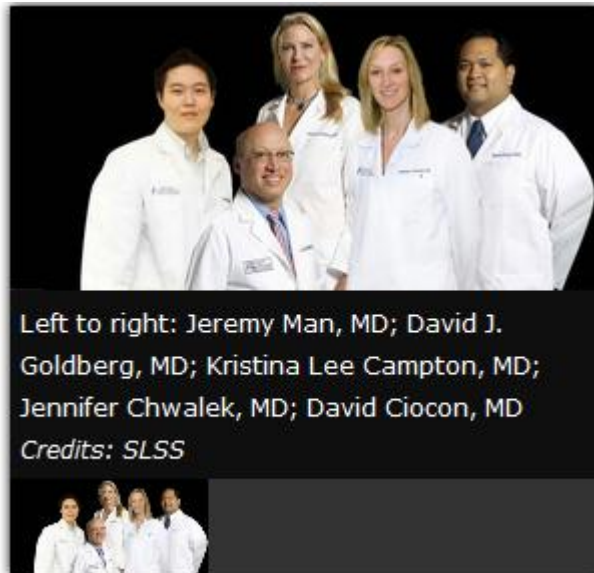 Left to right: Jeremy Man, MD; David J.
Goldberg, MD; Kristina Lee Campton, MD;
Jennifer Chwalek, MD; David Ciocon, MD
Credits: SLSS